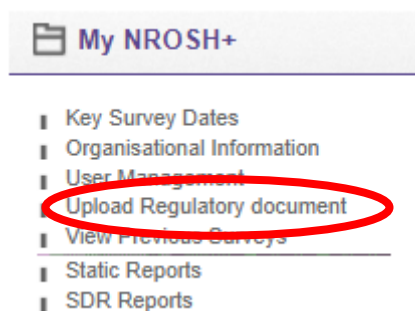 My NROSH+
Key Survey Dates
Organisational Information
User Management
Upload Regulatory document
View Previous Surveys
Static Reports
SDR Reports